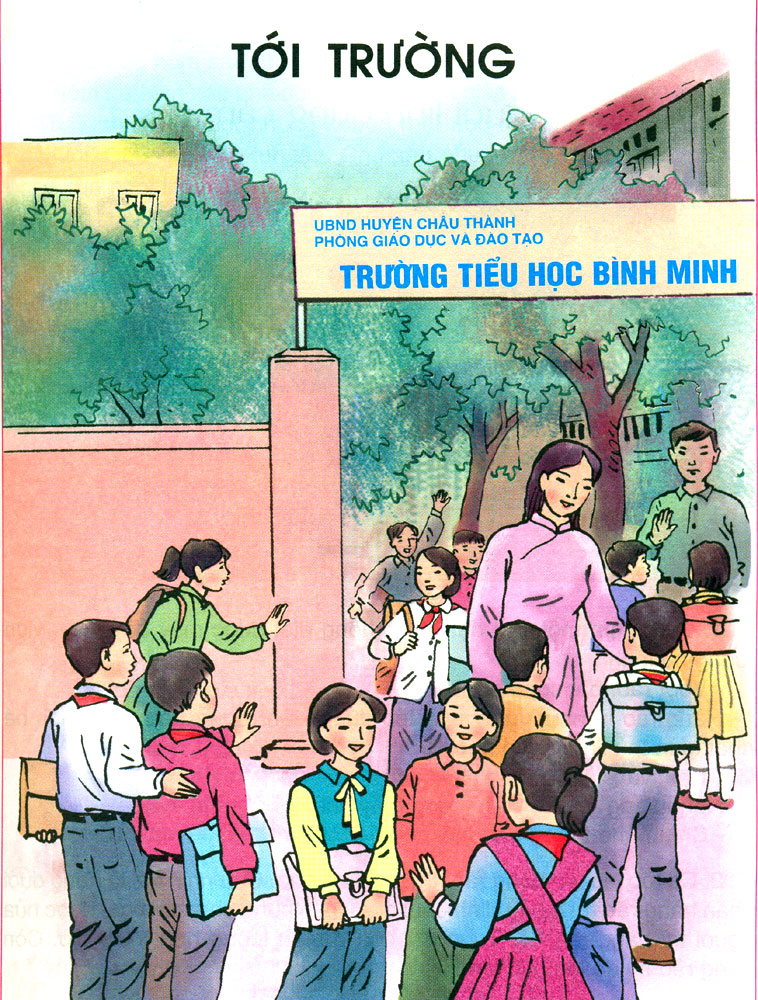 TỚI TRƯỜNG
UBND HUYỆN CHÂU THÀNH
PHÒNG GIÁO DỤC VÀ ĐÀO TẠO
TRƯỜNG TIỂU HỌC BÌNH MINH